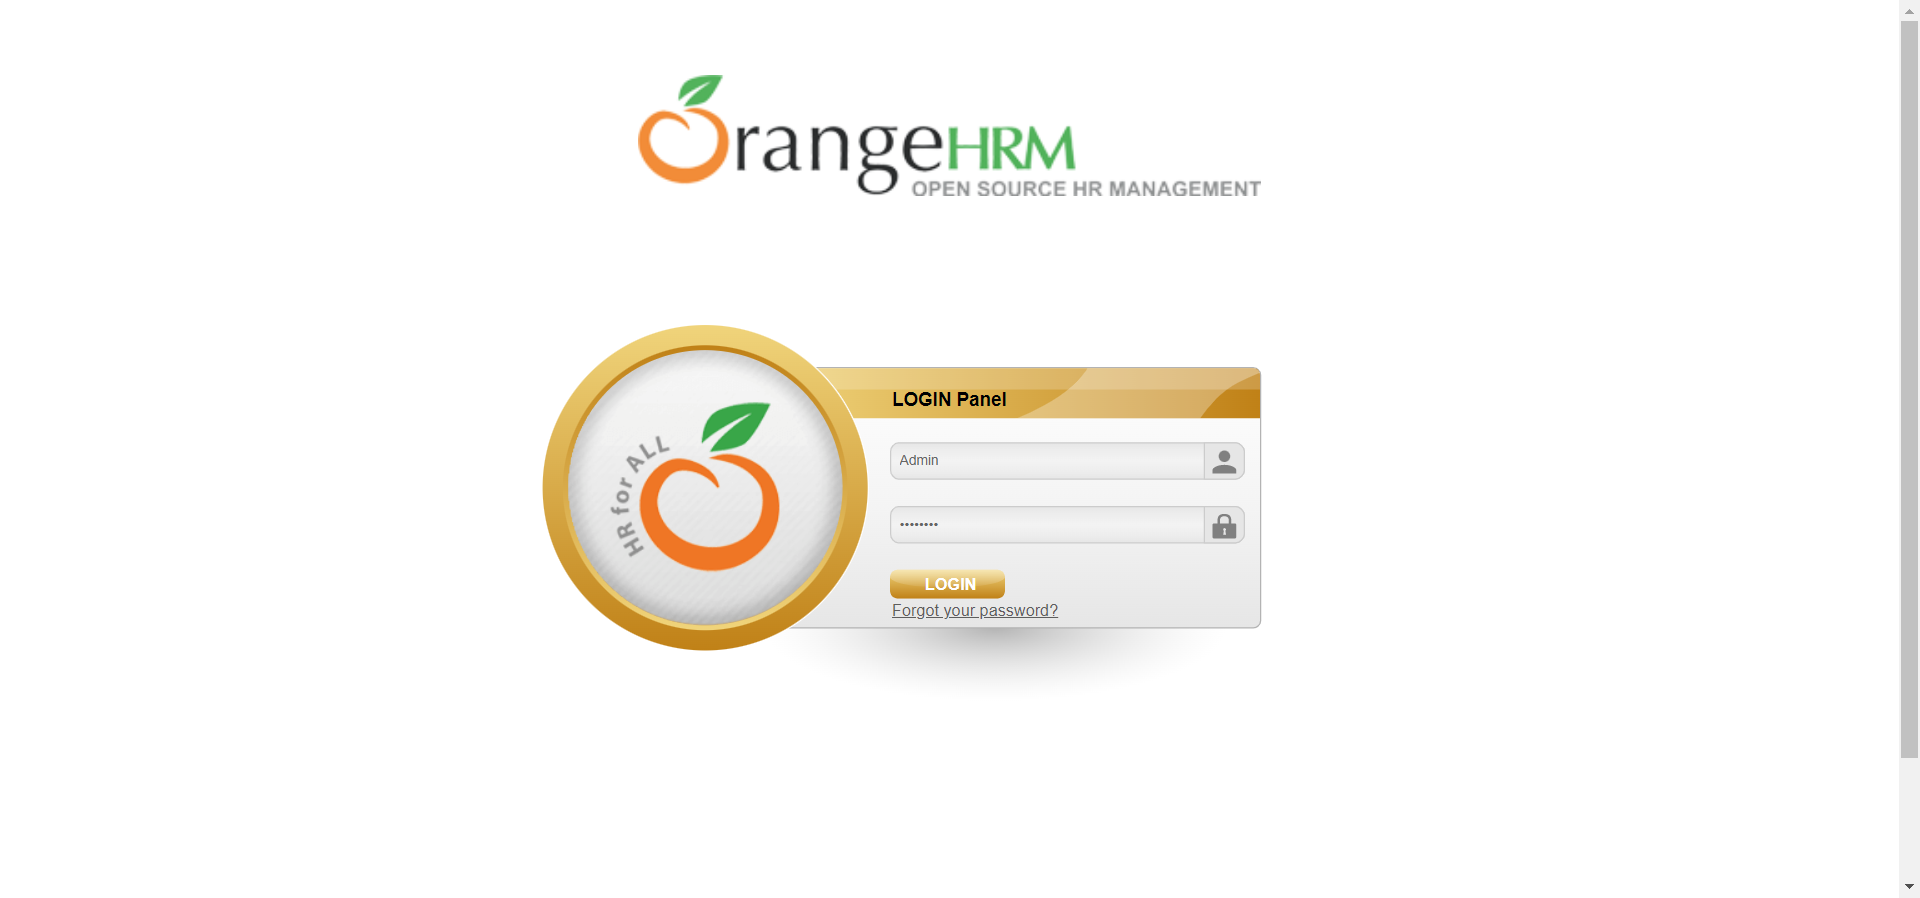 OrangeHRM
OPEN SOURCE HR MANAGEMENT
HR for ALL
LOGIN Panel
Admin
••••••••
LOGIN
Forgot your password?